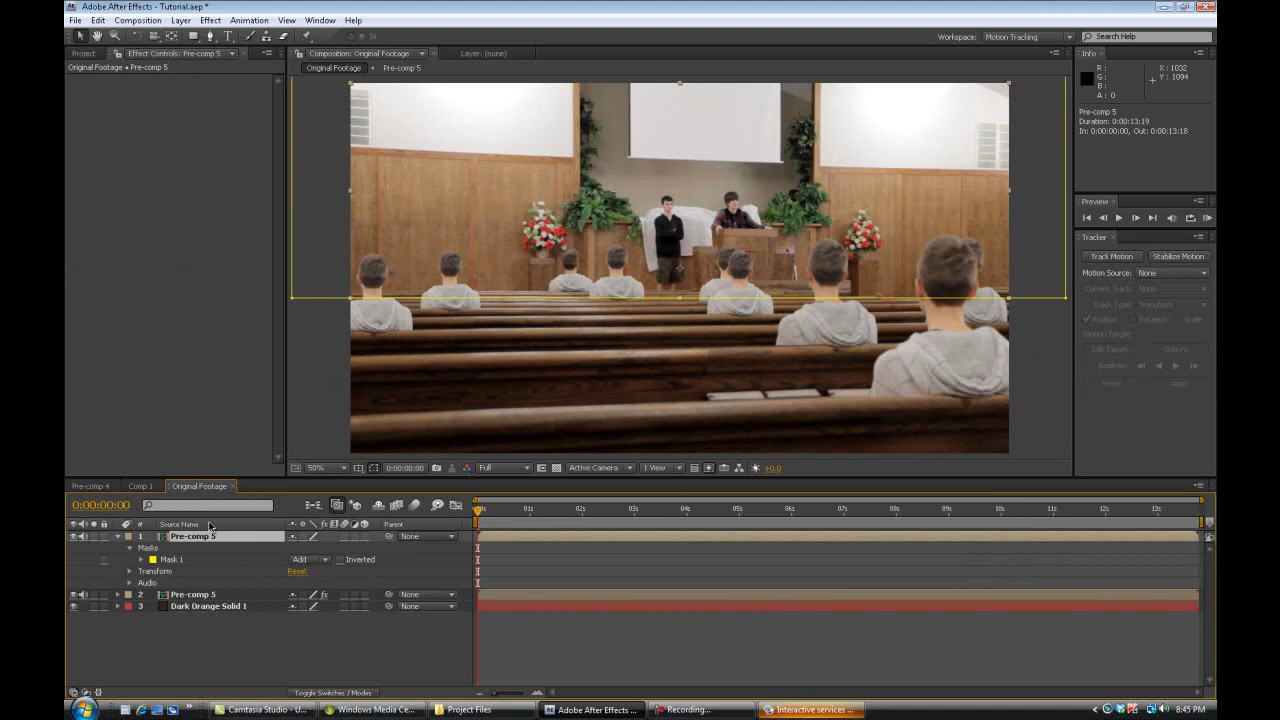 Adobe After Effects - Tutorial.aep *
File Edit Composition Layer Effect Animation View Window Help
Workspace: Motion Tracking Search Help
Project Effect Controls: Pre-comp 5 Composition: Original Footage Layer: (none) Info
Original Footage • Pre-comp 5 Original Footage Pre-comp 5
R : X : 1032
G : Y : 1094
B :
A : 0
Pre-comp 5
Duration: 0:00:13:19
In: 0:00:00:00, Out: 0:00:13:18
Preview
Tracker
Track Motion Stabilize Motion
Motion Source: None
Current Track: None
Track Type: Transform
Position Rotation Scale
Motion Target:
Edit Target... Options...
Analyze:
Reset Apply
50% 0:00:00:00 Full Active Camera 1 View +0.0
Pre-comp 4 Comp 1 Original Footage
0:00:00:00
01s 02s 03s 04s 05s 06s 07s 08s 09s 10s 11s 12s 13s
# Source Name Parent
1 Pre-comp 5 None
Masks
Mask 1 Add Inverted
Transform Reset
Audio
2 Pre-comp 5 None
3 Dark Orange Solid 1 None
Toggle Switches / Modes
Camtasia Studio - U... Windows Media Ce... Project Files Adobe After Effects ... Recording... Interactive services ... 8:45 PM